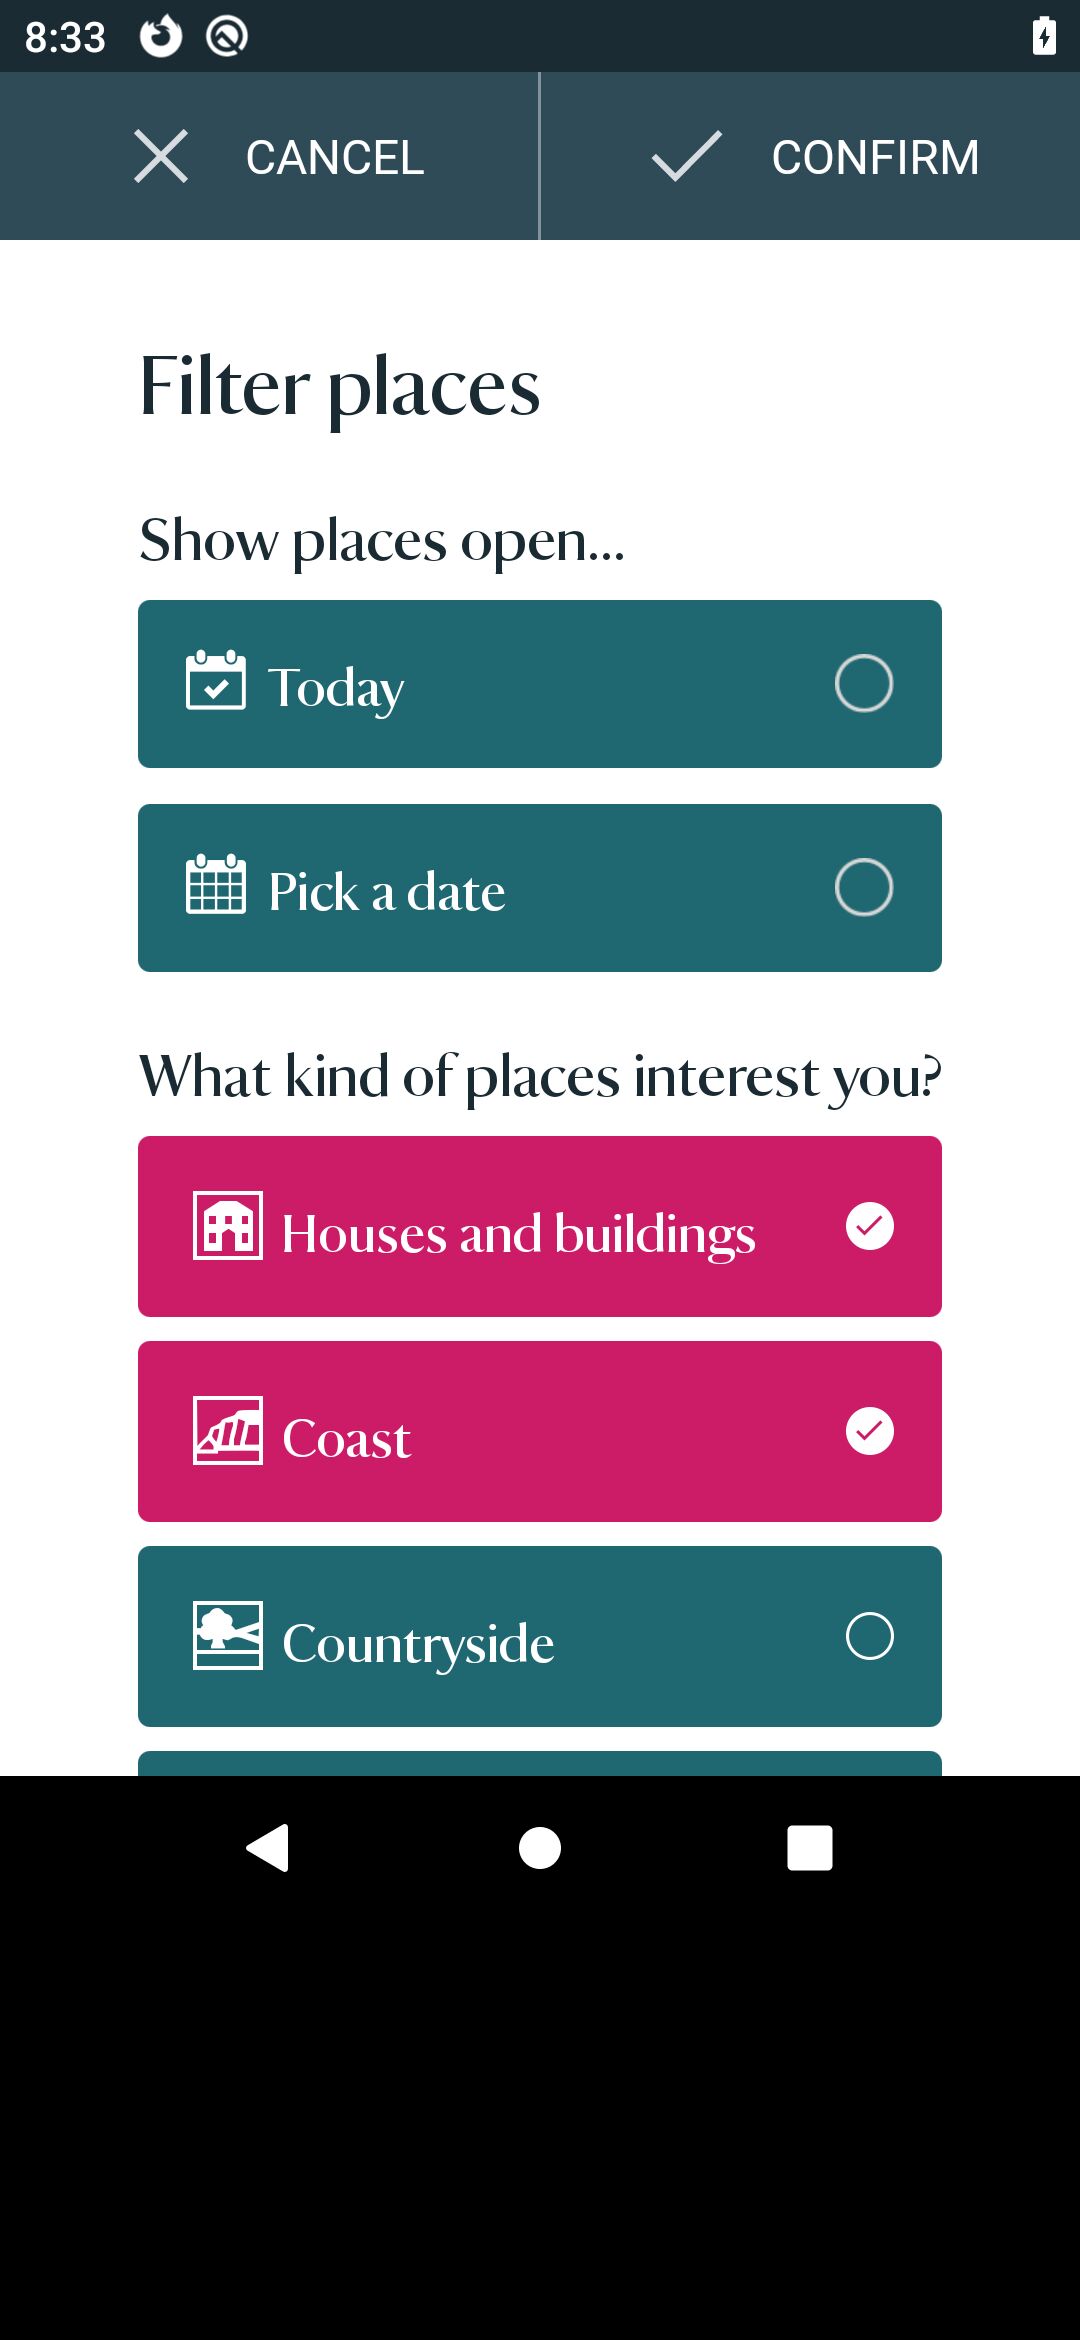 8:33
CANCEL
CONFIRM
Filter places
Show places open...
Today
Pick a date
What kind of places interest you?
Houses and buildings
Coast
Countryside